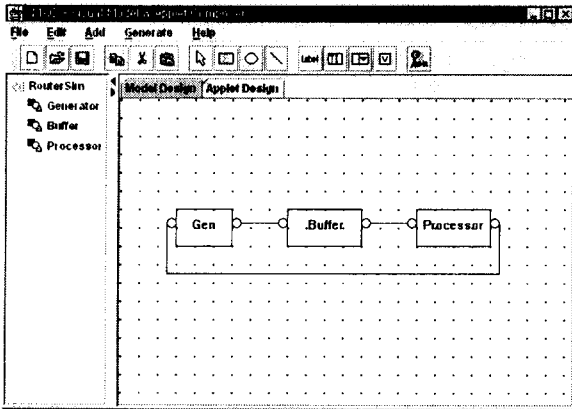 File Edit Add Generate Help
Label
RouterSim
Generator
Buffer
Processor
Model Design Applet Design
Gen Buffer Processor